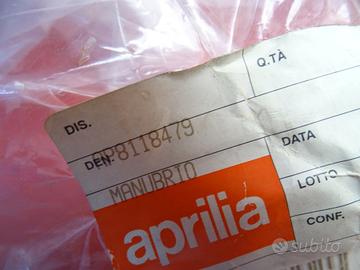 Q.TÀ
DIS.
AP8118479
DEN.
DATA
MANUBRIO
LOTTO
aprilia
CONF.
subito